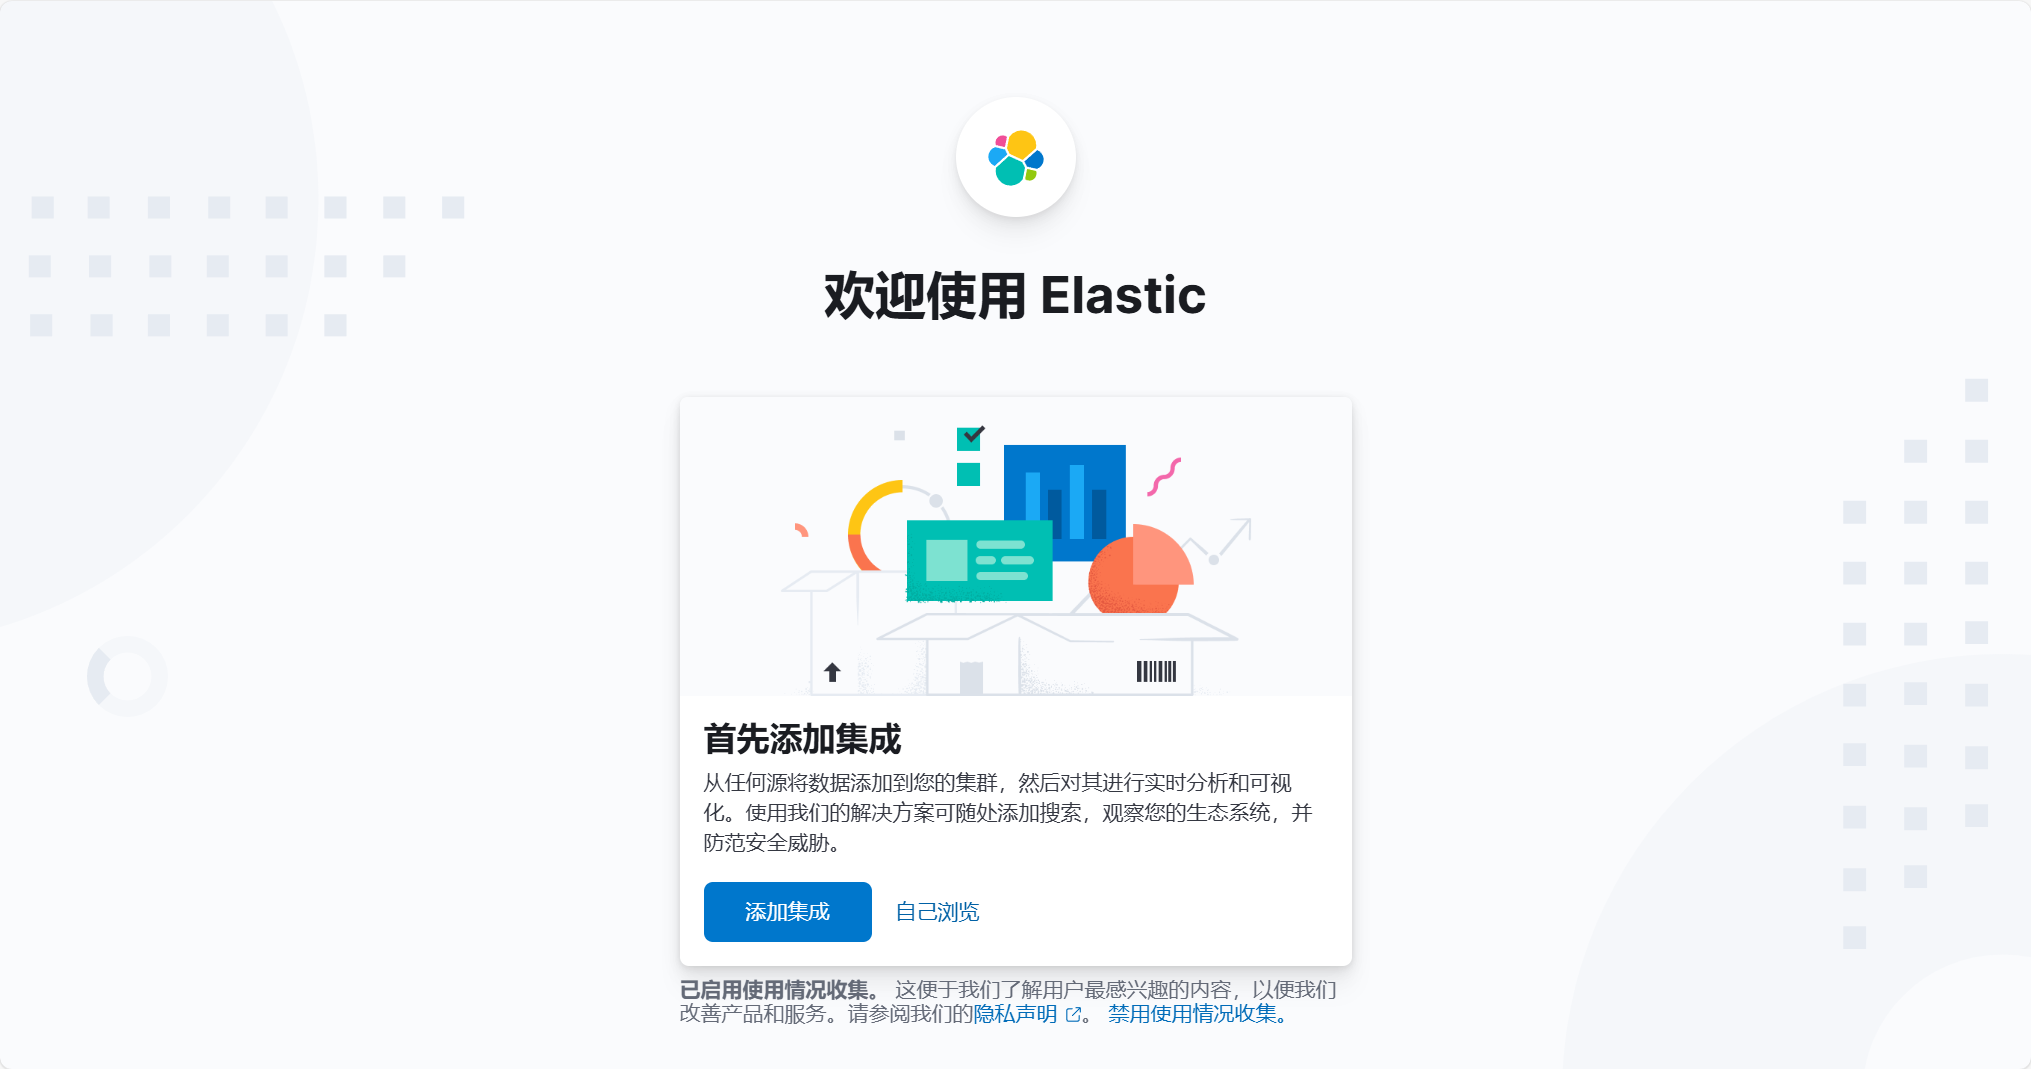 欢迎使用 Elastic
首先添加集成
从任何源将数据添加到您的集群，然后对其进行实时分析和可视
化。使用我们的解决方案可随处添加搜索，观察您的生态系统，并
防范安全威胁。
添加集成 自己浏览
已启用使用情况收集。 这便于我们了解用户最感兴趣的内容，以便我们
改善产品和服务。请参阅我们的隐私声明 。 禁用使用情况收集。